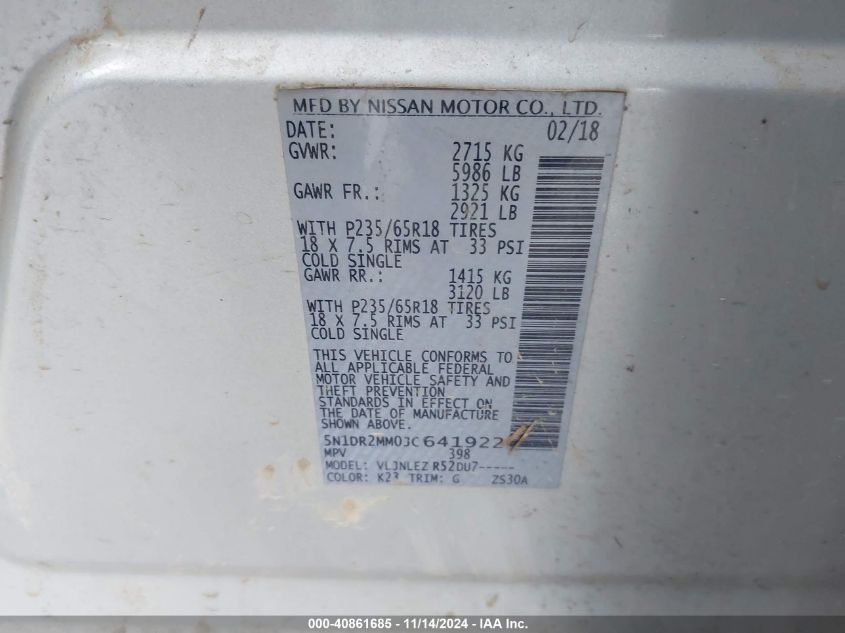 MFD BY NISSAN MOTOR CO., LTD.
DATE: 02/18
GVWR: 2715 KG
5986 LB
GAWR FR.: 1325 KG
2921 LB
WITH P235/65R18 TIRES
18 X 7.5 RIMS AT 33 PSI
COLD SINGLE
GAWR RR.: 1415 KG
3120 LB
WITH P235/65R18 TIRES
18 X 7.5 RIMS AT 33 PSI
COLD SINGLE
THIS VEHICLE CONFORMS TO
ALL APPLICABLE FEDERAL
MOTOR VEHICLE SAFETY AND
THEFT PREVENTION
STANDARDS IN EFFECT ON
THE DATE OF MANUFACTURE
SHOWN ABOVE.
5N1DR2MM0JC641922
MPV 398
MODEL: R52DU7-----
COLOR: K23 TRIM: G ZS30A
000-40861685 - 11/14/2024 - IAA Inc.